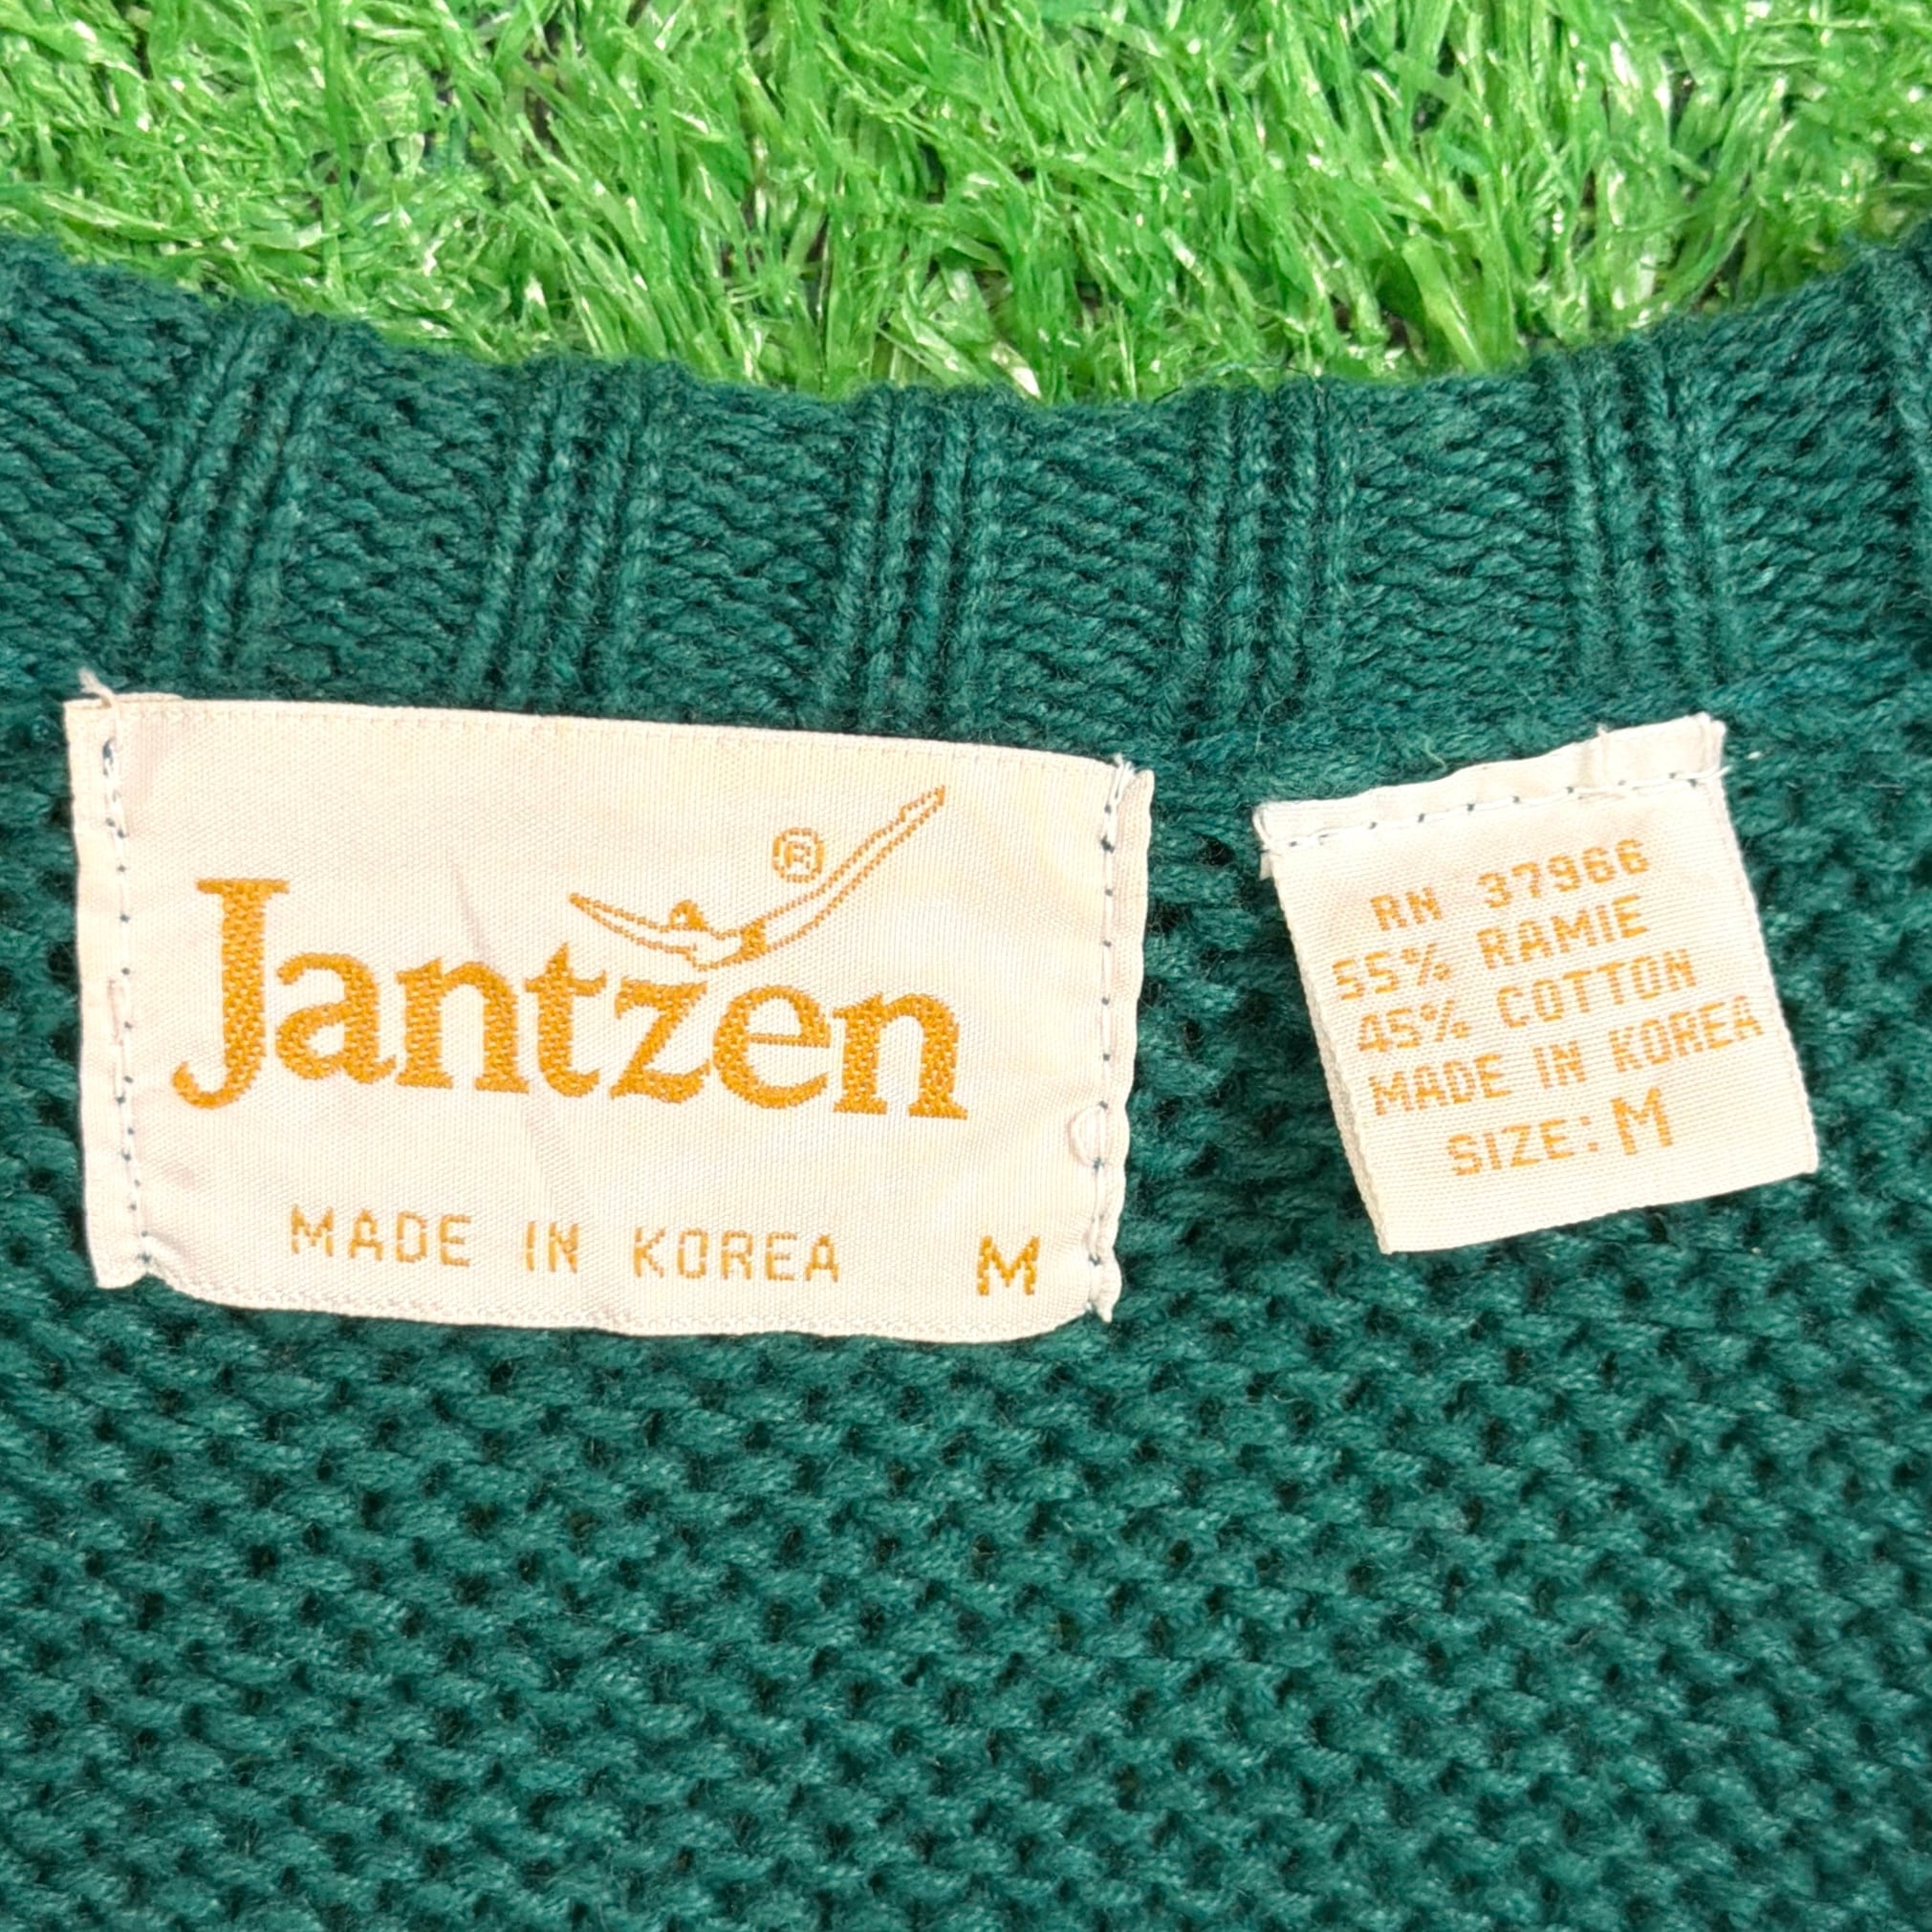 Jantzen ®
MADE IN KOREA M
RN 37966
55% RAMIE
45% COTTON
MADE IN KOREA
SIZE: M